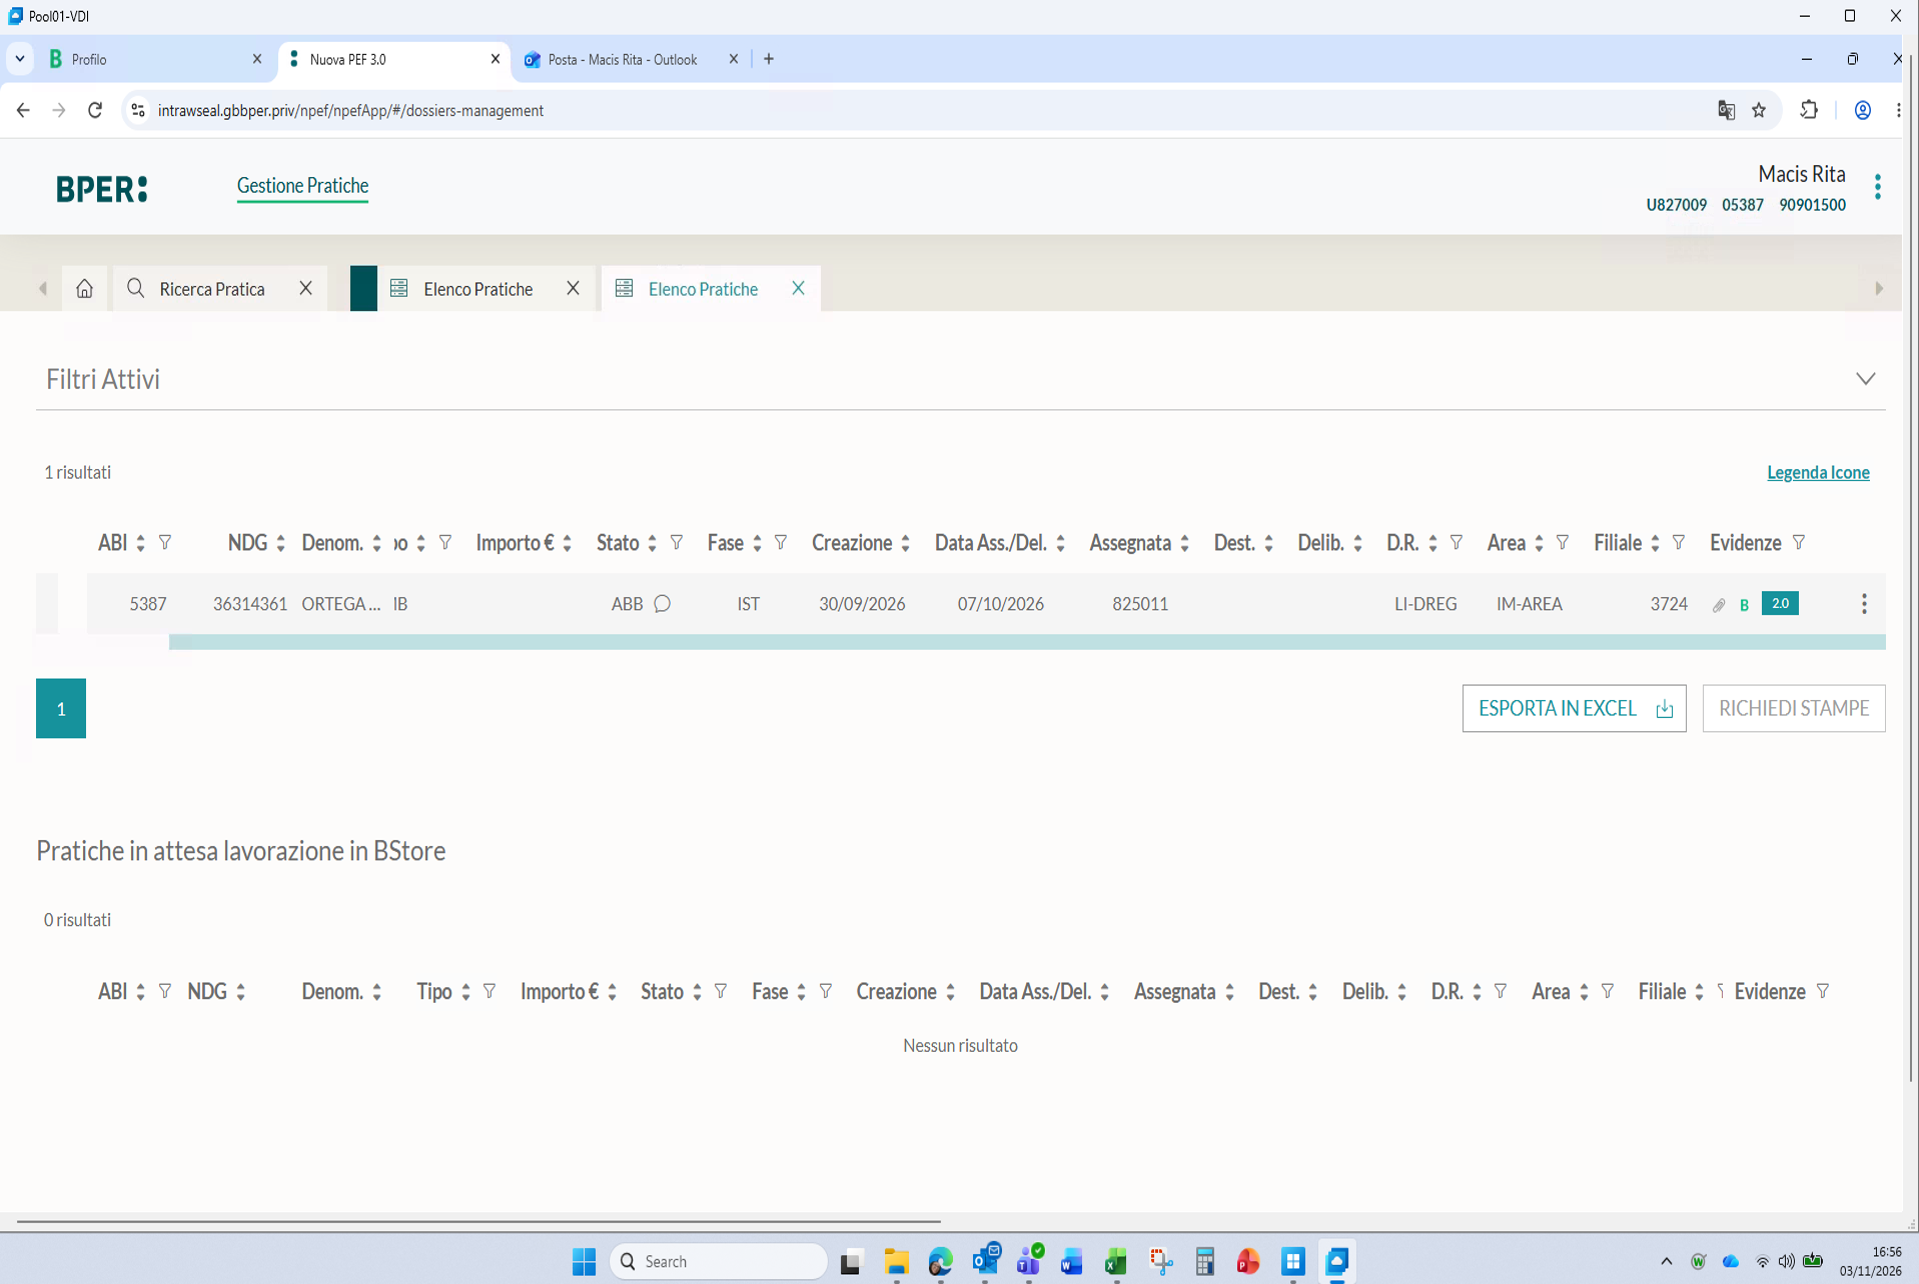 Pool01-VDI
Profilo
Nuova PEF 3.0
Posta - Macis Rita - Outlook
intrawseal.gbbper.priv/npef/npefApp/#/dossiers-management
BPER:
Gestione Pratiche
Macis Rita
U827009 05387 90901500
Ricerca Pratica
Elenco Pratiche
Elenco Pratiche
Filtri Attivi
1 risultati
Legenda Icone
ABI NDG Denom. po Importo € Stato Fase Creazione Data Ass./Del. Assegnata Dest. Delib. D.R. Area Filiale Evidenze
5387 36314361 ORTEGA ... IB ABB IST 30/09/2026 07/10/2026 825011 LI-DREG IM-AREA 3724 B 2.0
1
ESPORTA IN EXCEL
RICHIEDI STAMPE
Pratiche in attesa lavorazione in BStore
0 risultati
ABI NDG Denom. Tipo Importo € Stato Fase Creazione Data Ass./Del. Assegnata Dest. Delib. D.R. Area Filiale Evidenze
Nessun risultato
Search
16:56
03/11/2026